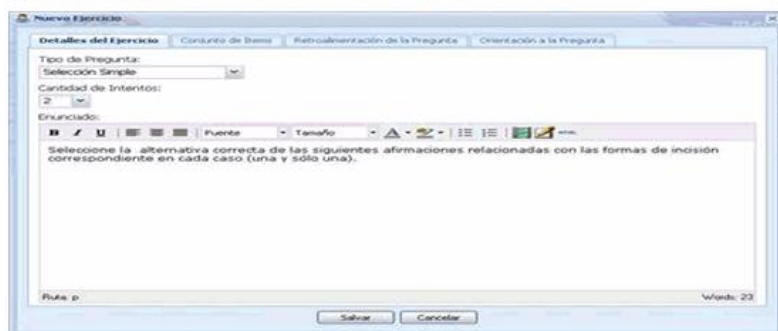 Nuevo Ejercicio
Detalles del Ejercicio Conjunto de Items Retroalimentación de la Pregunta Orientación a la Pregunta
Tipo de Pregunta:
Selección Simple
Cantidad de Intentos:
2
Enunciado:
B I U Fuente Tamaño A HTML
Seleccione la alternativa correcta de las siguientes afirmaciones relacionadas con las formas de incisión
correspondiente en cada caso (una y sólo una).
Ruta: p Words: 23
Salvar Cancelar